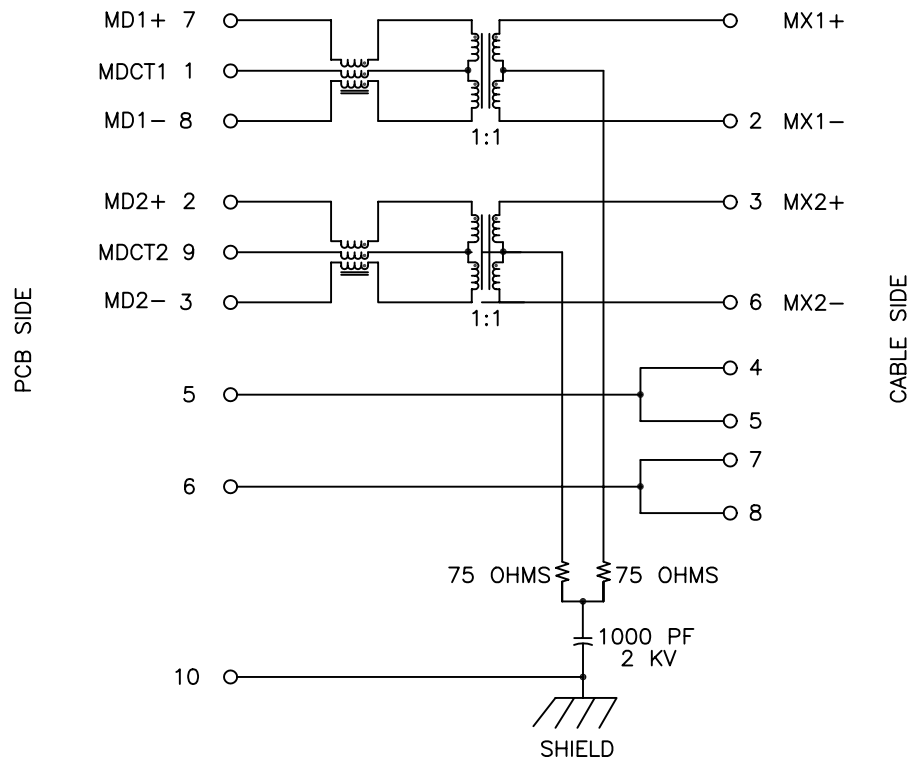 MD1+ 7 MX1+
MDCT1 1
MD1- 8 2 MX1-
1:1
MD2+ 2 3 MX2+
MDCT2 9
MD2- 3 6 MX2-
1:1
PCB SIDE
CABLE SIDE
4
5
5
7
6
8
75 OHMS 75 OHMS
1000 PF
2 KV
10
SHIELD